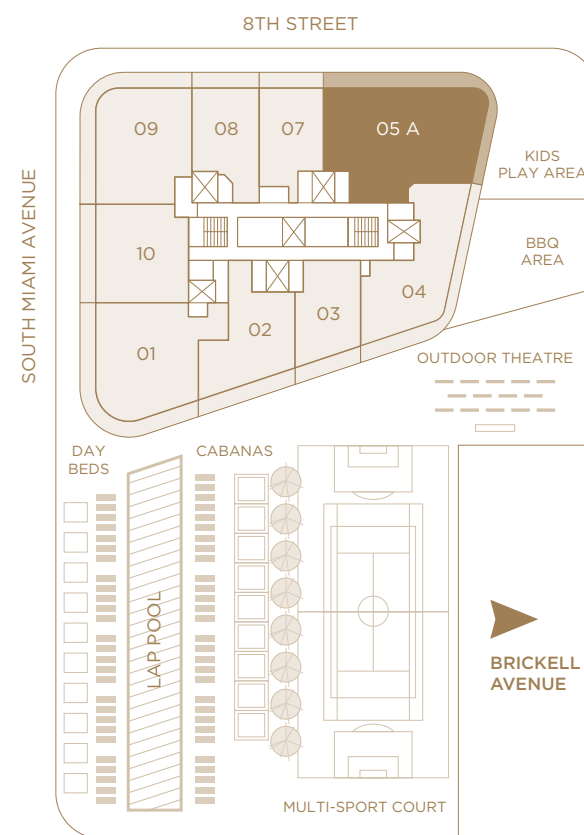 8TH STREET
SOUTH MIAMI AVENUE
09
08
07
05 A
KIDS
PLAY AREA
10
BBQ
AREA
04
03
02
01
OUTDOOR THEATRE
DAY
BEDS
CABANAS
LAP POOL
BRICKELL
AVENUE
MULTI-SPORT COURT